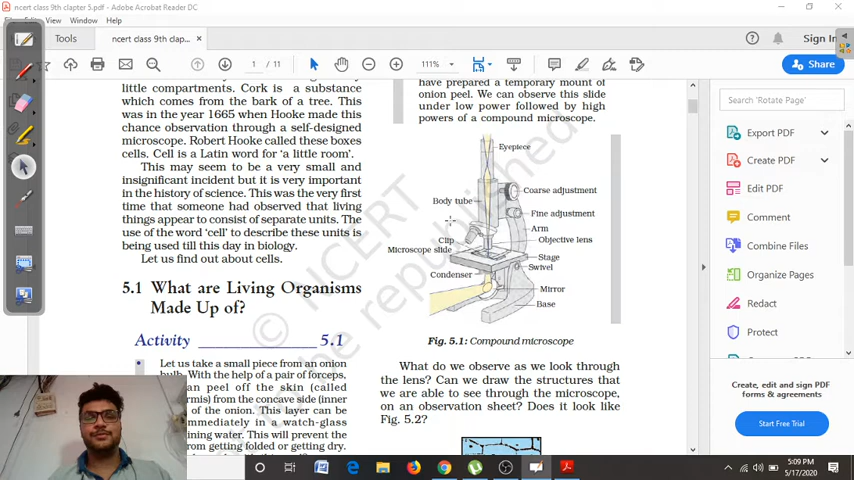 ncert class 9th chapter 5.pdf - Adobe Acrobat Reader DC
View Window Help
Tools
ncert class 9th chap...
Sign In
1 / 11
111%
Share
little compartments. Cork is a substance
which comes from the bark of a tree. This
was in the year 1665 when Hooke made this
chance observation through a self-designed
microscope. Robert Hooke called these boxes
cells. Cell is a Latin word for ‘a little room’.
This may seem to be a very small and
insignificant incident but it is very important
in the history of science. This was the very first
time that someone had observed that living
things appear to consist of separate units. The
use of the word ‘cell’ to describe these units is
being used till this day in biology.
Let us find out about cells.
5.1 What are Living Organisms
Made Up of?
Activity 5.1
• Let us take a small piece from an onion
bulb. With the help of a pair of forceps,
an peel off the skin (called
rmis) from the concave side (inner
of the onion. This layer can be
mmediately in a watch-glass
ining water. This will prevent the
rom getting folded or getting dry.
have prepared a temporary mount of
onion peel. We can observe this slide
under low power followed by high
powers of a compound microscope.
Eyepiece
Coarse adjustment
Body tube
Fine adjustment
Arm
Clip
Objective lens
Microscope slide
Stage
Swivel
Condenser
Mirror
Base
Fig. 5.1: Compound microscope
What do we observe as we look through
the lens? Can we draw the structures that
we are able to see through the microscope,
on an observation sheet? Does it look like
Fig. 5.2?
© NCERT
not to be republished
Search 'Rotate Page'
Export PDF
Create PDF
Edit PDF
Comment
Combine Files
Organize Pages
Redact
Protect
Create, edit and sign PDF
forms & agreements
Start Free Trial
5:09 PM
5/17/2020